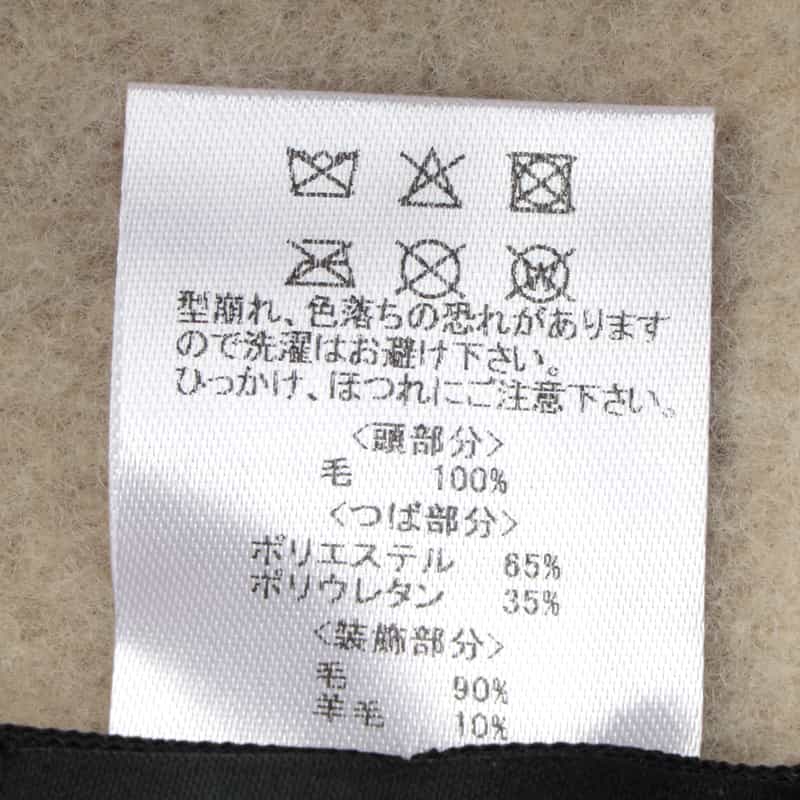 型崩れ、色落ちの恐れがあります
ので洗濯はお避け下さい。
ひっかけ、ほつれにご注意下さい。
<頭部分>
毛 100%
<つば部分>
ポリエステル 65%
ポリウレタン 35%
<装飾部分>
毛 90%
羊毛 10%